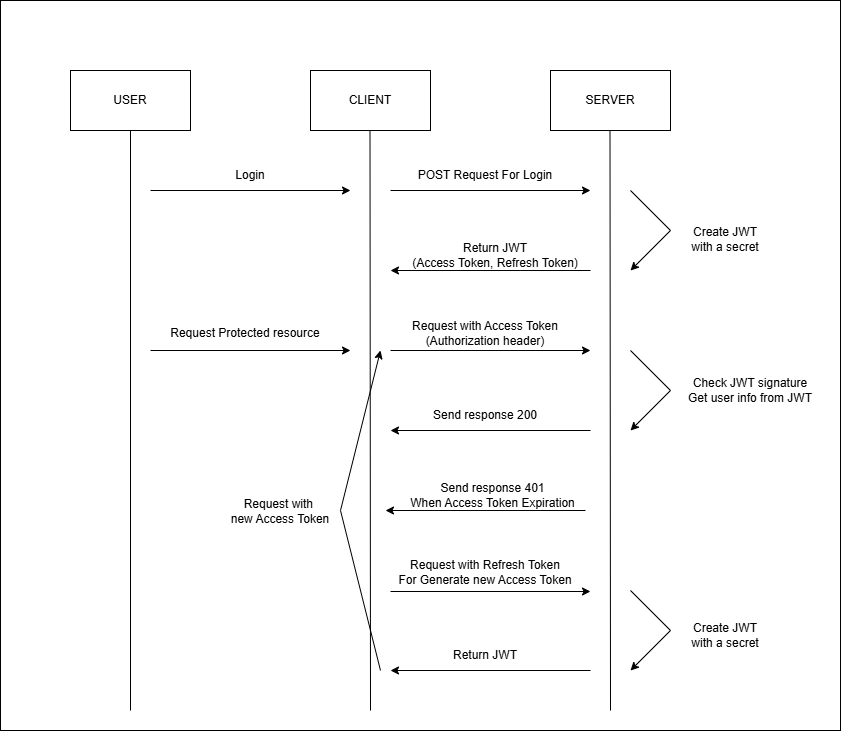 USER
CLIENT
SERVER
Login
POST Request For Login
Create JWT
with a secret
Return JWT
(Access Token, Refresh Token)
Request Protected resource
Request with Access Token
(Authorization header)
Check JWT signature
Get user info from JWT
Send response 200
Send response 401
When Access Token Expiration
Request with
new Access Token
Request with Refresh Token
For Generate new Access Token
Create JWT
with a secret
Return JWT